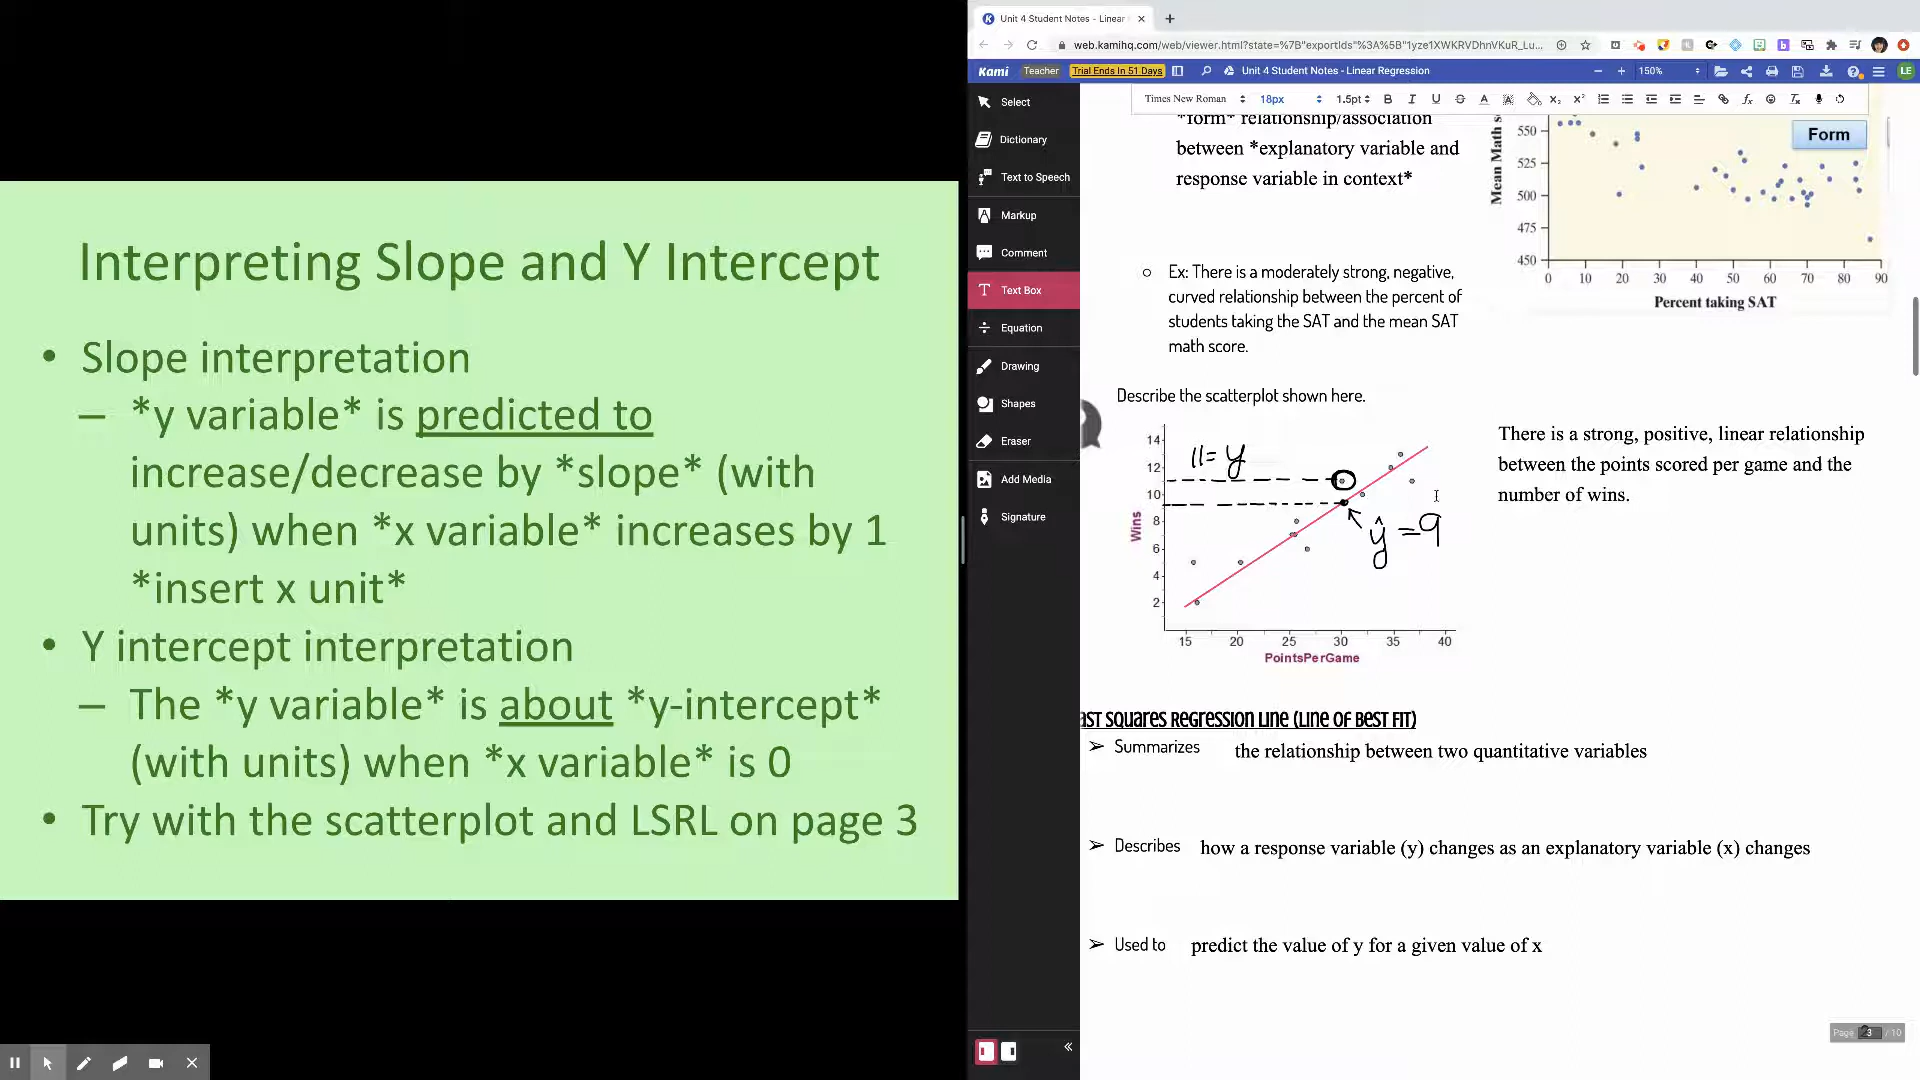 Interpreting Slope and Y Intercept
• Slope interpretation
– *y variable* is predicted to
increase/decrease by *slope* (with
units) when *x variable* increases by 1
*insert x unit*
• Y intercept interpretation
– The *y variable* is about *y-intercept*
(with units) when *x variable* is 0
• Try with the scatterplot and LSRL on page 3
Unit 4 Student Notes - Linear
web.kamihq.com/web/viewer.html?state=%7B"exportIds"%3A%5B"1yze1XWKRVDhnVKuR_Lu...
Kami Teacher Trial Ends In 51 Days Unit 4 Student Notes - Linear Regression 150% LE
Times New Roman 18px 1.5pt B I U
Select
Dictionary
Text to Speech
Markup
Comment
Text Box
Equation
Drawing
Shapes
Eraser
Add Media
Signature
*form* relationship/association
between *explanatory variable and
response variable in context*
Form
Mean Math
550
525
500
475
450
0 10 20 30 40 50 60 70 80 90
Percent taking SAT
○ Ex: There is a moderately strong, negative,
curved relationship between the percent of
students taking the SAT and the mean SAT
math score.
Describe the scatterplot shown here.
14
12
10
8
6
4
2
Wins
11 = y
ŷ = 9
15 20 25 30 35 40
PointsPerGame
There is a strong, positive, linear relationship
between the points scored per game and the
number of wins.
ast Squares Regression Line (Line of Best Fit)
➢ Summarizes the relationship between two quantitative variables
➢ Describes how a response variable (y) changes as an explanatory variable (x) changes
➢ Used to predict the value of y for a given value of x
Page 3 / 10